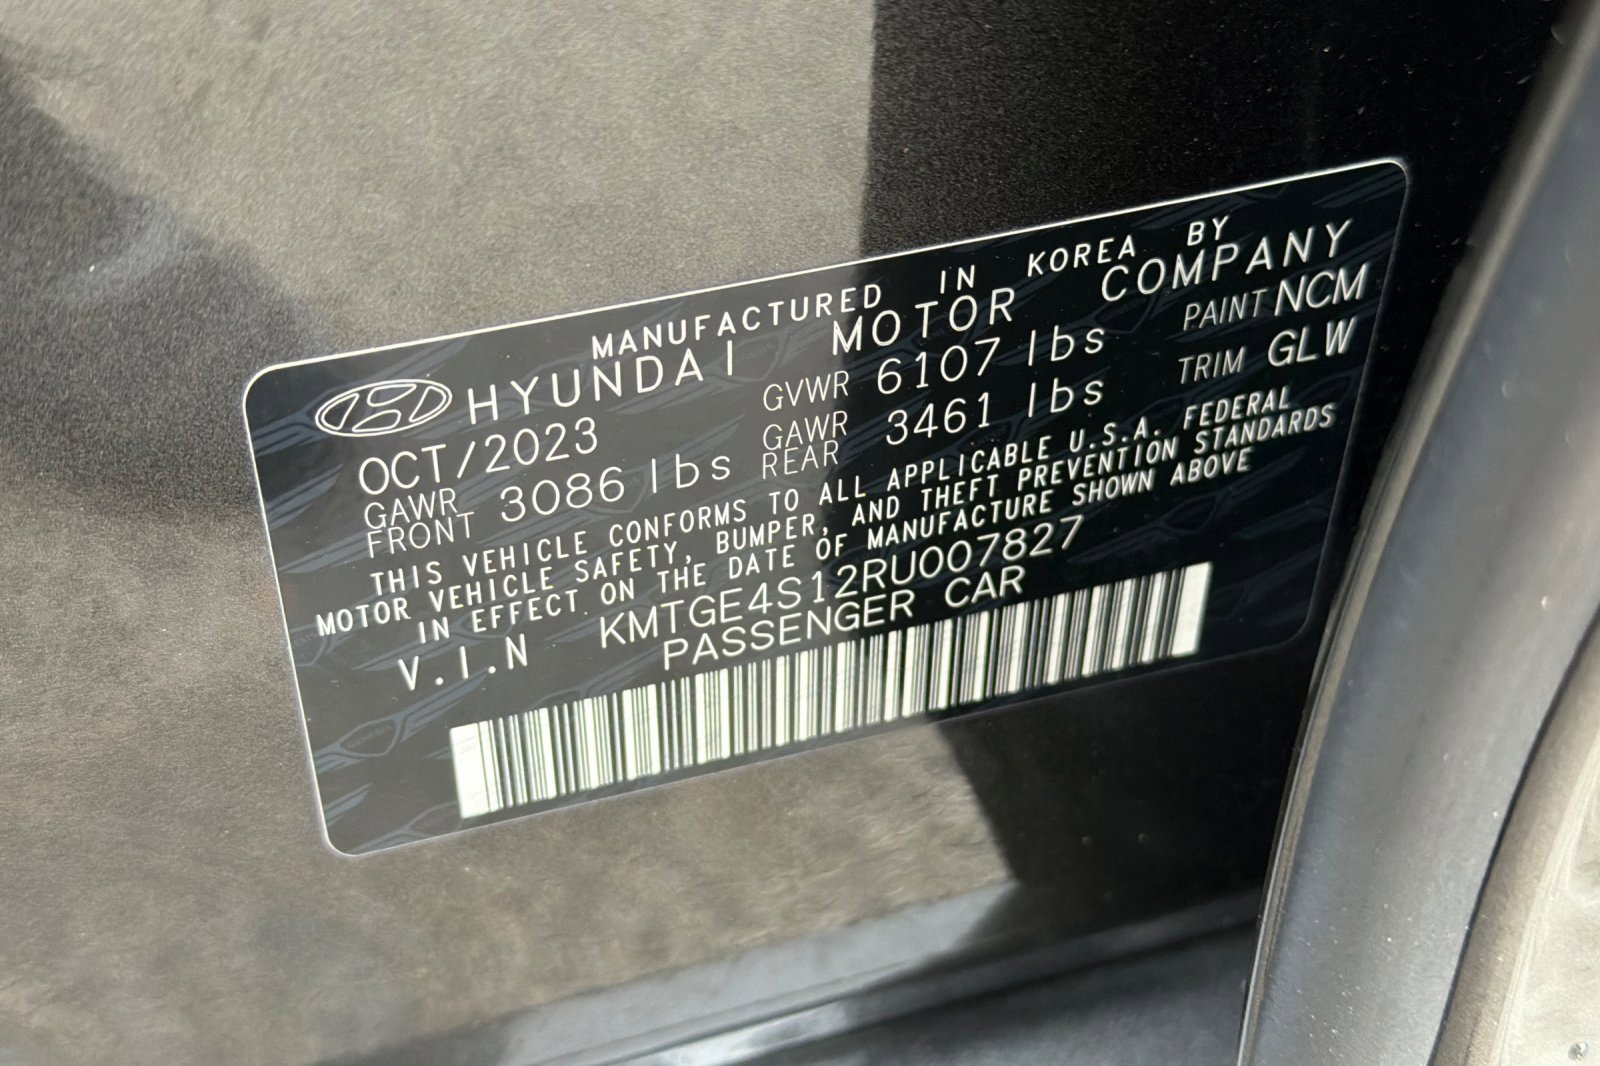 MANUFACTURED IN KOREA BY
HYUNDAI MOTOR COMPANY
OCT/2023 GVWR 6107 lbs PAINT NCM
GAWR FRONT 3086 lbs GAWR REAR 3461 lbs TRIM GLW
THIS VEHICLE CONFORMS TO ALL APPLICABLE U.S.A. FEDERAL
MOTOR VEHICLE SAFETY, BUMPER, AND THEFT PREVENTION STANDARDS
IN EFFECT ON THE DATE OF MANUFACTURE SHOWN ABOVE
V.I.N KMTGE4S12RU007827
PASSENGER CAR